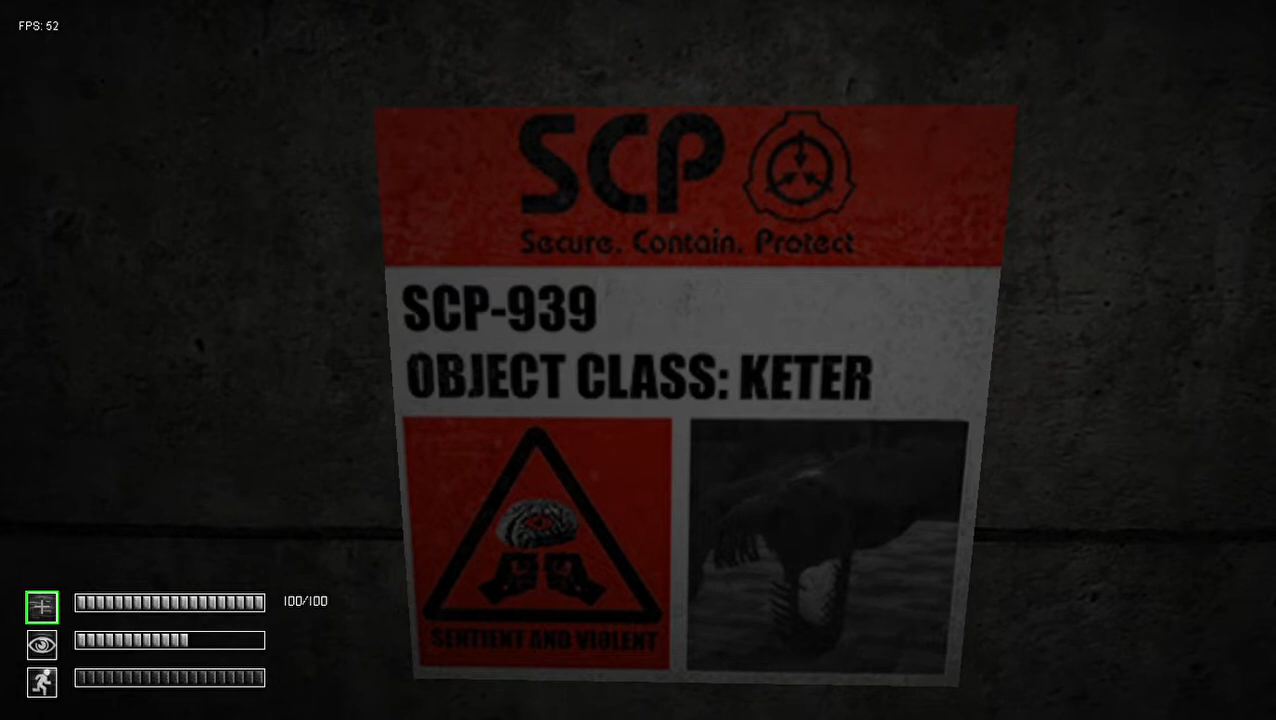 FPS: 52
SCP
Secure. Contain. Protect
SCP-939
OBJECT CLASS: KETER
SENTIENT AND VIOLENT
100/100